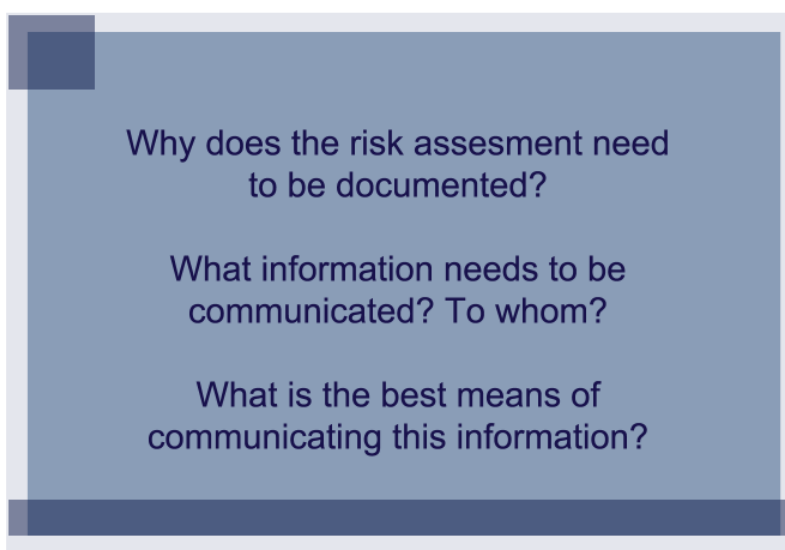 Why does the risk assesment need
to be documented?
What information needs to be
communicated? To whom?
What is the best means of
communicating this information?